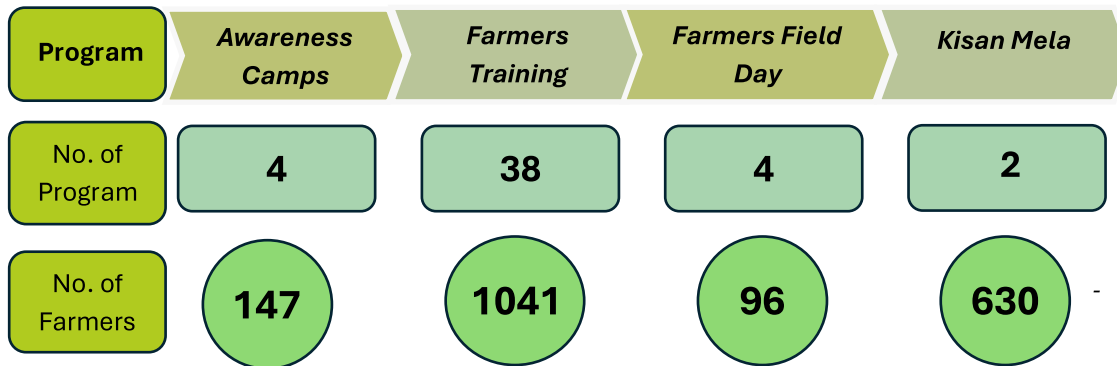 Program
Awareness
Camps
Farmers
Training
Farmers Field
Day
Kisan Mela
No. of
Program
4
38
4
2
No. of
Farmers
147
1041
96
630
-